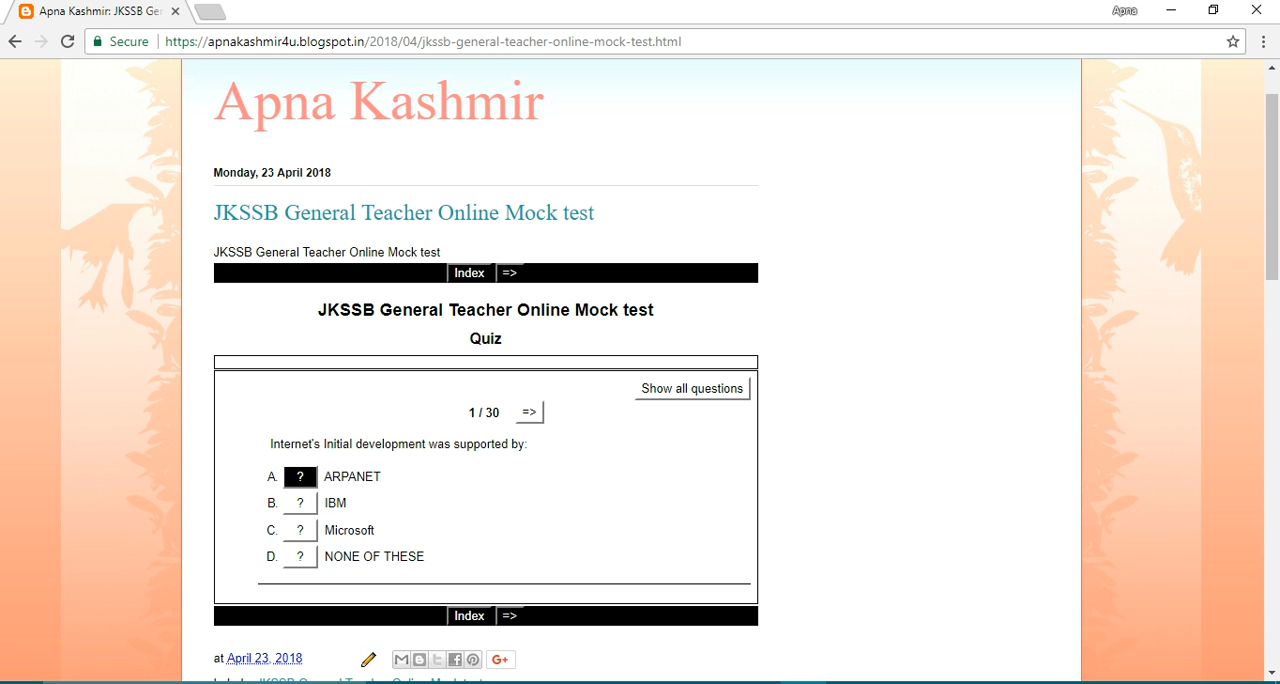 Apna Kashmir: JKSSB Ger
Apna
Secure https://apnakashmir4u.blogspot.in/2018/04/jkssb-general-teacher-online-mock-test.html
Apna Kashmir
Monday, 23 April 2018
JKSSB General Teacher Online Mock test
JKSSB General Teacher Online Mock test
Index =>
JKSSB General Teacher Online Mock test
Quiz
Show all questions
1 / 30 =>
Internet's Initial development was supported by:
A. ? ARPANET
B. ? IBM
C. ? Microsoft
D. ? NONE OF THESE
Index =>
at April 23, 2018 G+